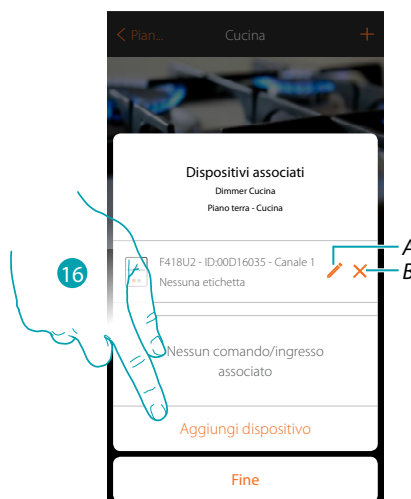 Pian...
Cucina
+
Dispositivi associati
Dimmer Cucina
Piano terra - Cucina
F418U2 - ID:00D16035 - Canale 1
Nessuna etichetta
A
B
16
Nessun comando/ingresso
associato
Aggiungi dispositivo
Fine